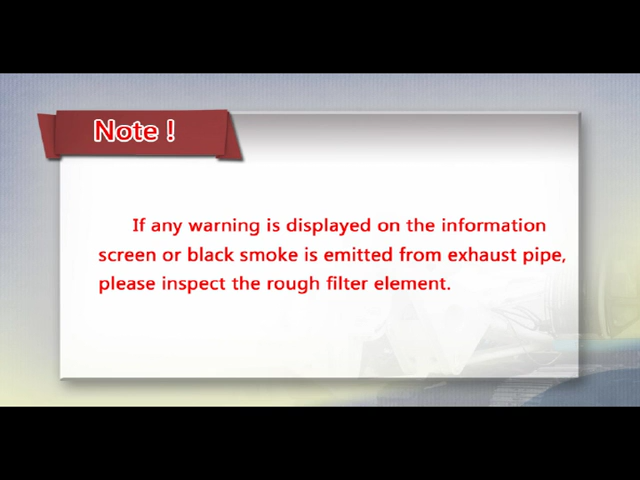 Note !
If any warning is displayed on the information
screen or black smoke is emitted from exhaust pipe,
please inspect the rough filter element.